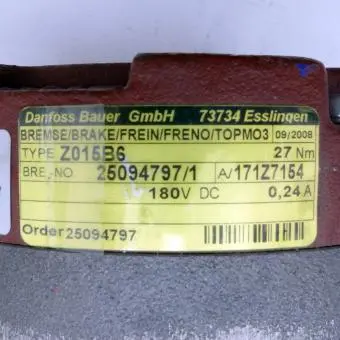 Danfoss Bauer GmbH 73734 Esslingen
BREMSE/BRAKE/FREIN/FRENO/TOPMO3 09/2008
TYPE Z015B6 27 Nm
BRE.-NO 25094797/1 A/171Z7154
180V DC 0,24A
Order 25094797